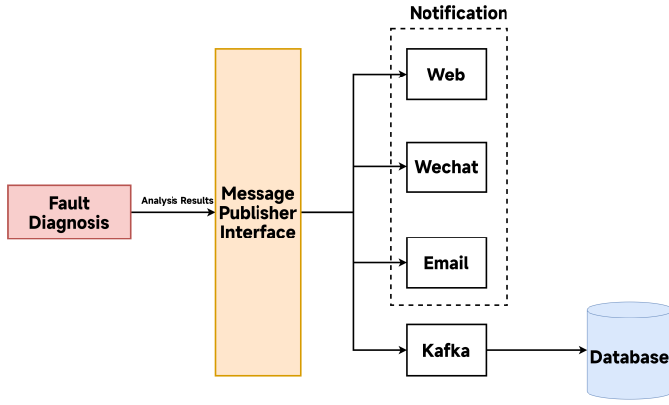 Notification
Web
Wechat
Email
Kafka
Fault
Diagnosis
Analysis Results
Message
Publisher
Interface
Database